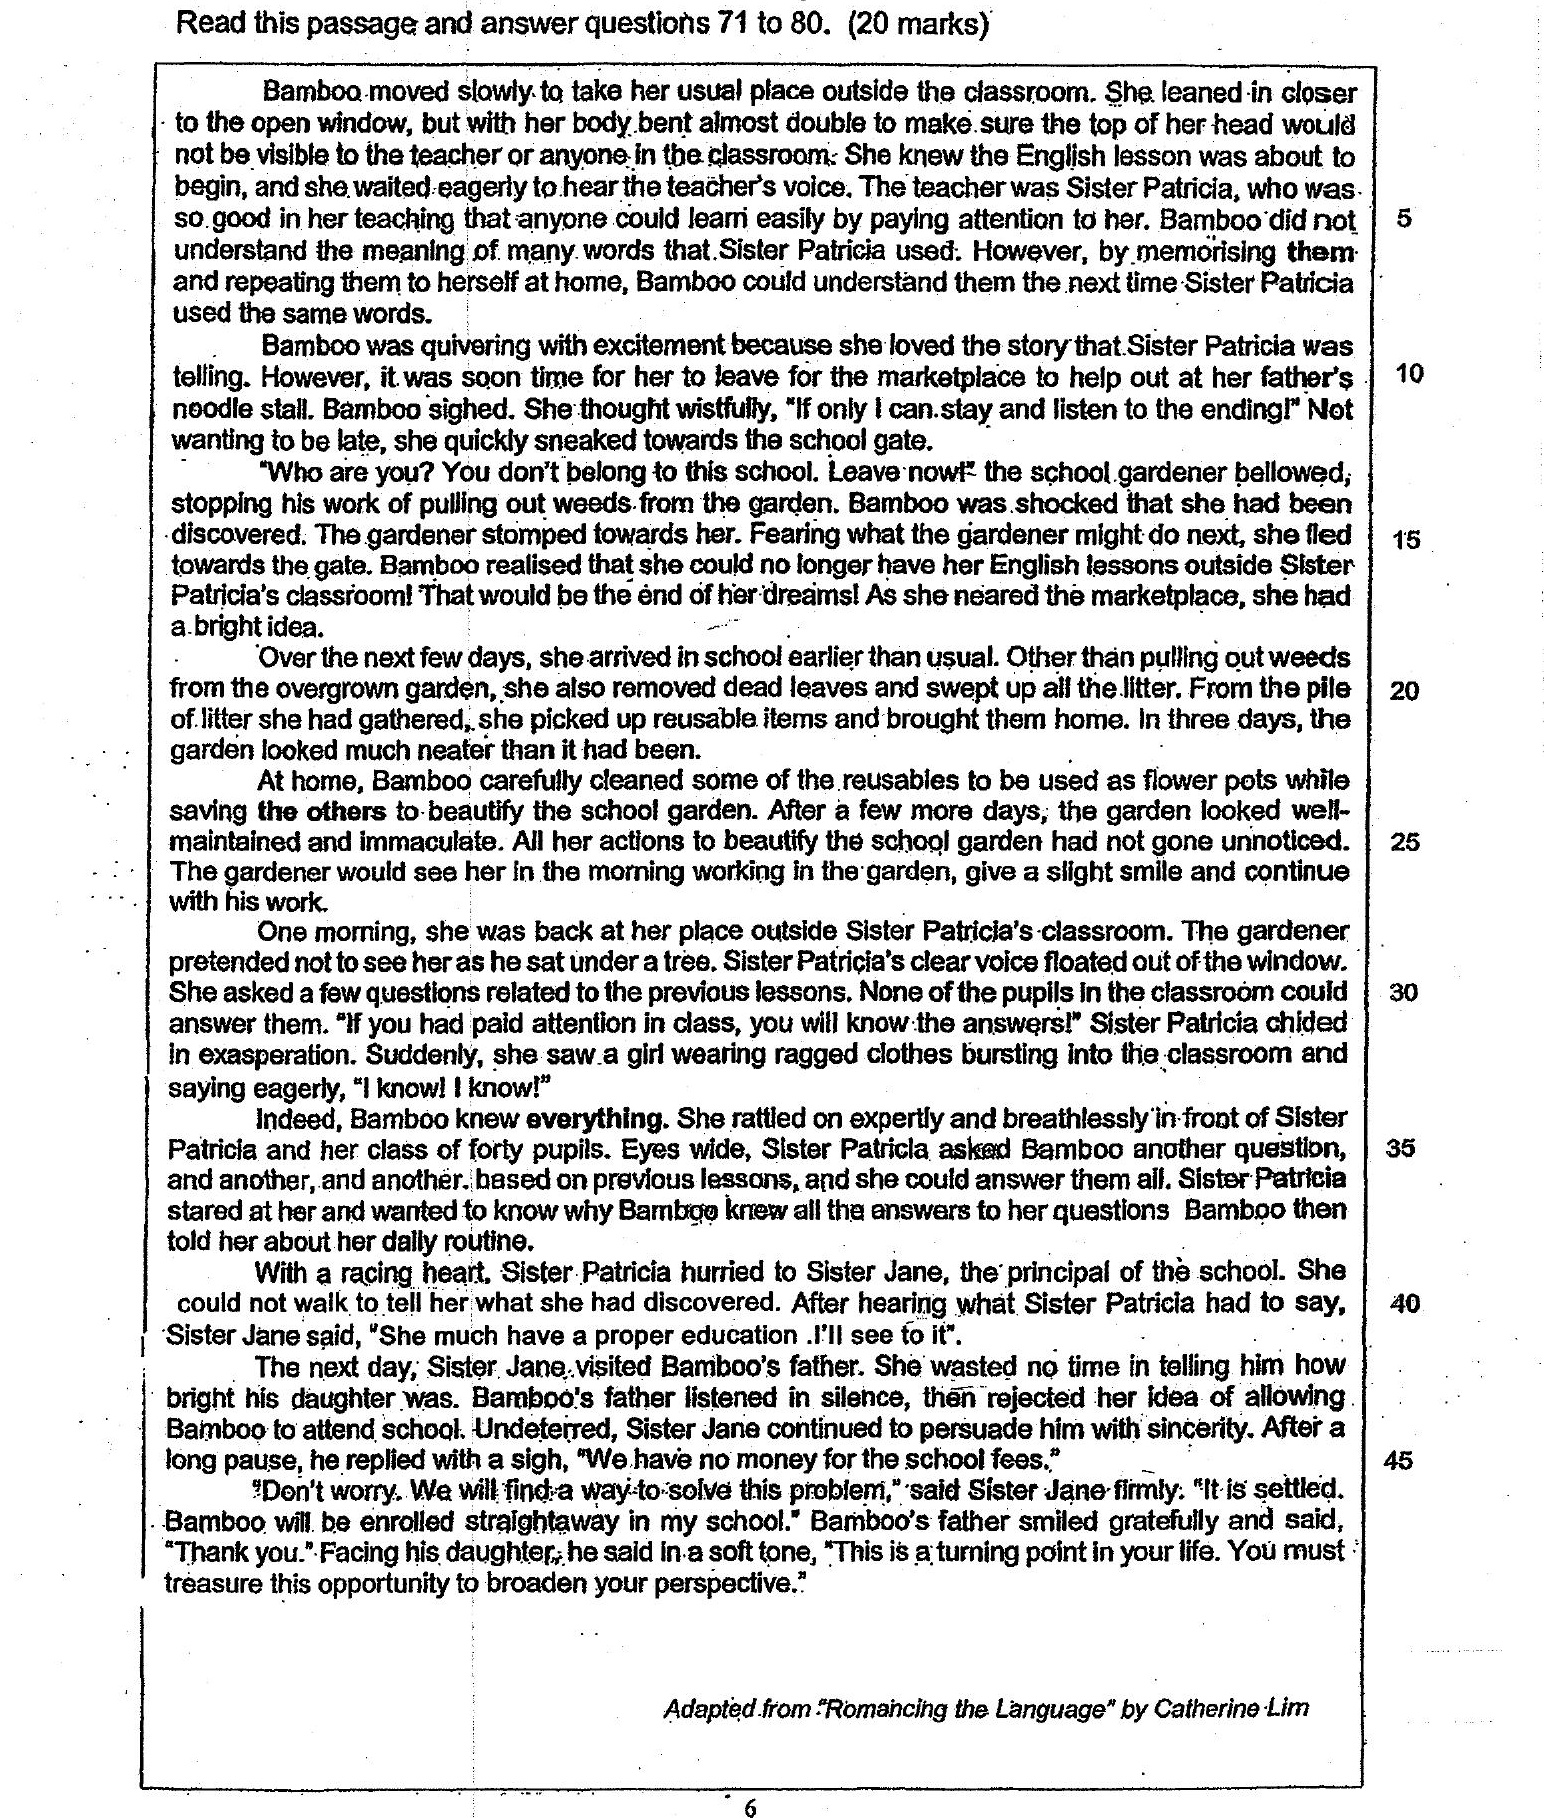 Read this passage and answer questions 71 to 80. (20 marks)
Bamboo moved slowly to take her usual place outside the classroom. She leaned in closer
to the open window, but with her body bent almost double to make sure the top of her head would
not be visible to the teacher or anyone in the classroom. She knew the English lesson was about to
begin, and she waited eagerly to hear the teacher's voice. The teacher was Sister Patricia, who was
so good in her teaching that anyone could learn easily by paying attention to her. Bamboo did not 5
understand the meaning of many words that Sister Patricia used. However, by memorising them
and repeating them to herself at home, Bamboo could understand them the next time Sister Patricia
used the same words.
Bamboo was quivering with excitement because she loved the story that Sister Patricia was
telling. However, it was soon time for her to leave for the marketplace to help out at her father's 10
noodle stall. Bamboo sighed. She thought wistfully, "If only I can stay and listen to the ending!" Not
wanting to be late, she quickly sneaked towards the school gate.
"Who are you? You don't belong to this school. Leave now!" the school gardener bellowed,
stopping his work of pulling out weeds from the garden. Bamboo was shocked that she had been
discovered. The gardener stomped towards her. Fearing what the gardener might do next, she fled 15
towards the gate. Bamboo realised that she could no longer have her English lessons outside Sister
Patricia's classroom! That would be the end of her dreams! As she neared the marketplace, she had
a bright idea.
Over the next few days, she arrived in school earlier than usual. Other than pulling out weeds
from the overgrown garden, she also removed dead leaves and swept up all the litter. From the pile 20
of litter she had gathered, she picked up reusable items and brought them home. In three days, the
garden looked much neater than it had been.
At home, Bamboo carefully cleaned some of the reusables to be used as flower pots while
saving the others to beautify the school garden. After a few more days, the garden looked well-
maintained and immaculate. All her actions to beautify the school garden had not gone unnoticed. 25
The gardener would see her in the morning working in the garden, give a slight smile and continue
with his work.
One morning, she was back at her place outside Sister Patricia's classroom. The gardener
pretended not to see her as he sat under a tree. Sister Patricia's clear voice floated out of the window.
She asked a few questions related to the previous lessons. None of the pupils in the classroom could 30
answer them. "If you had paid attention in class, you will know the answers!" Sister Patricia chided
in exasperation. Suddenly, she saw a girl wearing ragged clothes bursting into the classroom and
saying eagerly, "I know! I know!"
Indeed, Bamboo knew everything. She rattled on expertly and breathlessly in front of Sister
Patricia and her class of forty pupils. Eyes wide, Sister Patricia asked Bamboo another question, 35
and another, and another. based on previous lessons, and she could answer them all. Sister Patricia
stared at her and wanted to know why Bamboo knew all the answers to her questions Bamboo then
told her about her daily routine.
With a racing heart, Sister Patricia hurried to Sister Jane, the principal of the school. She
could not walk to tell her what she had discovered. After hearing what Sister Patricia had to say, 40
Sister Jane said, "She much have a proper education .I'll see to it".
The next day, Sister Jane visited Bamboo's father. She wasted no time in telling him how
bright his daughter was. Bamboo's father listened in silence, then rejected her idea of allowing
Bamboo to attend school. Undeterred, Sister Jane continued to persuade him with sincerity. After a
long pause, he replied with a sigh, "We have no money for the school fees." 45
"Don't worry. We will find a way to solve this problem," said Sister Jane firmly. "It is settled.
Bamboo will be enrolled straightaway in my school." Bamboo's father smiled gratefully and said,
"Thank you." Facing his daughter, he said in a soft tone, "This is a turning point in your life. You must
treasure this opportunity to broaden your perspective."
Adapted from "Romancing the Language" by Catherine Lim
6